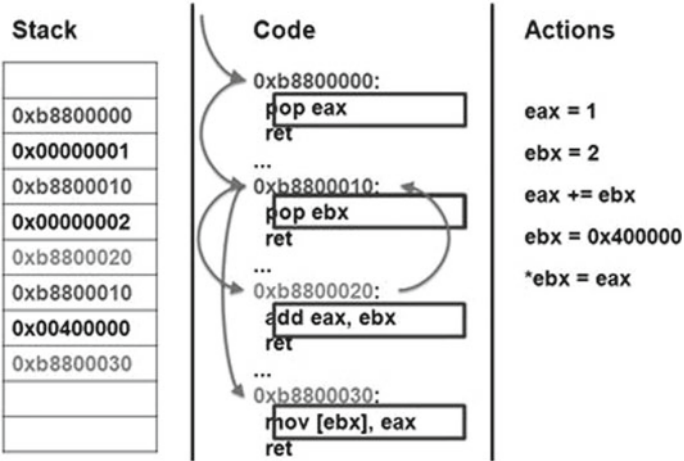 Stack
0xb8800000
0x00000001
0xb8800010
0x00000002
0xb8800020
0xb8800010
0x00400000
0xb8800030
Code
0xb8800000:
pop eax
ret
...
0xb8800010:
pop ebx
ret
...
0xb8800020:
add eax, ebx
ret
...
0xb8800030:
mov [ebx], eax
ret
Actions
eax = 1
ebx = 2
eax += ebx
ebx = 0x400000
*ebx = eax